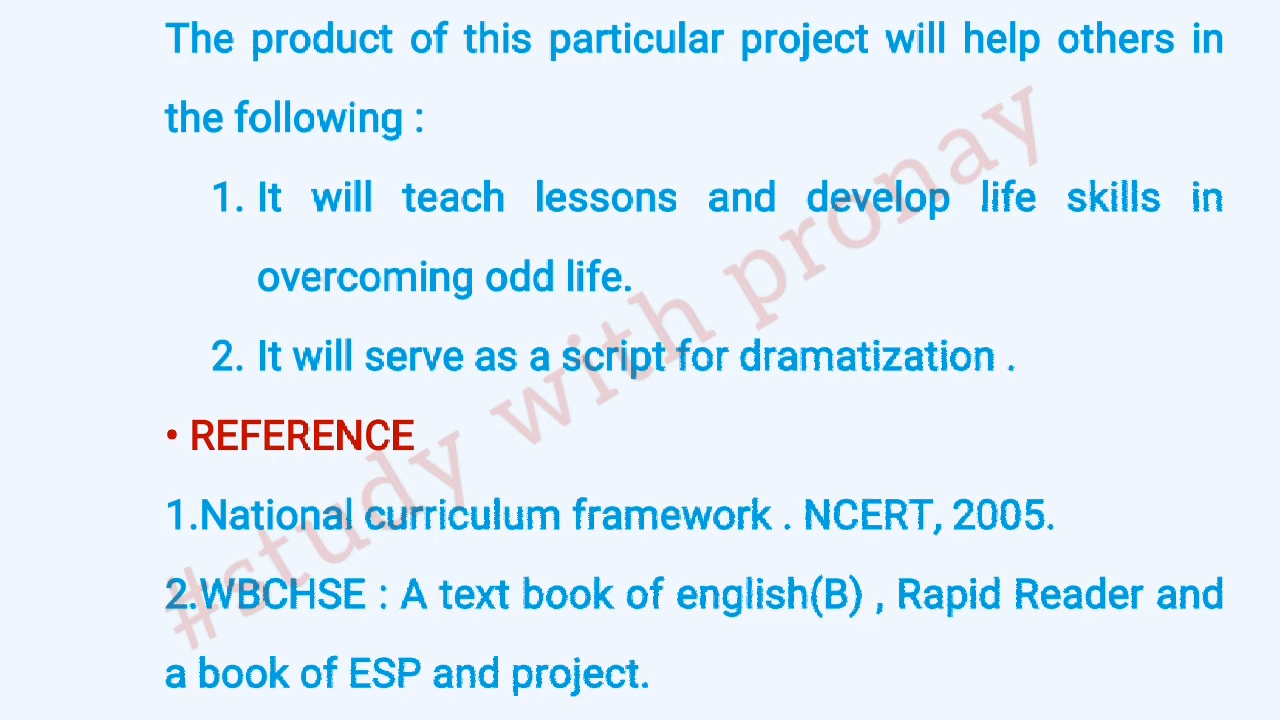 The product of this particular project will help others in
the following :
1. It will teach lessons and develop life skills in
overcoming odd life.
2. It will serve as a script for dramatization .
• REFERENCE
1.National curriculum framework . NCERT, 2005.
2.WBCHSE : A text book of english(B) , Rapid Reader and
a book of ESP and project.
#study with pronay